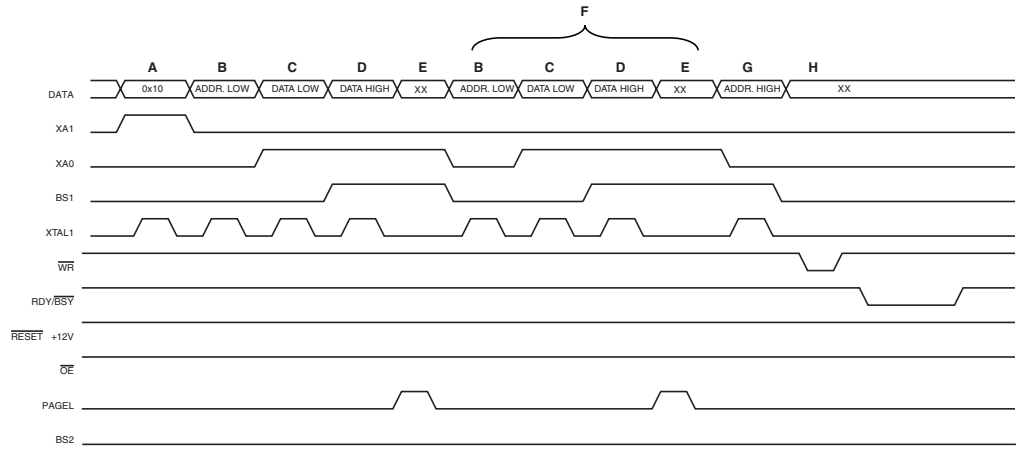 F
A B C D E B C D E G H
DATA 0x10 ADDR. LOW DATA LOW DATA HIGH XX ADDR. LOW DATA LOW DATA HIGH XX ADDR. HIGH XX
XA1
XA0
BS1
XTAL1
WR
RDY/BSY
RESET +12V
OE
PAGEL
BS2